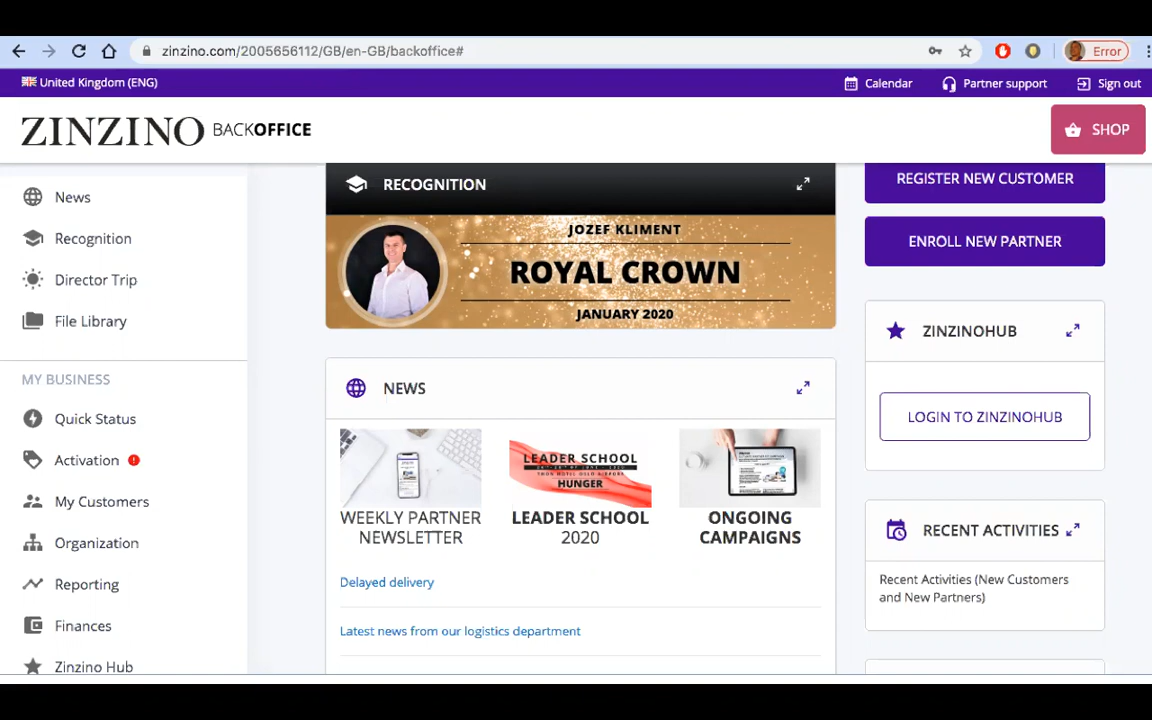 zinzino.com/2005656112/GB/en-GB/backoffice#
Error
United Kingdom (ENG)
Calendar
Partner support
Sign out
ZINZINO BACKOFFICE
SHOP
News
Recognition
Director Trip
File Library
MY BUSINESS
Quick Status
Activation
My Customers
Organization
Reporting
Finances
Zinzino Hub
RECOGNITION
JOZEF KLIMENT
ROYAL CROWN
JANUARY 2020
NEWS
LEADER SCHOOL
HUNGER
WEEKLY PARTNER
NEWSLETTER
LEADER SCHOOL
2020
ONGOING
CAMPAIGNS
Delayed delivery
Latest news from our logistics department
REGISTER NEW CUSTOMER
ENROLL NEW PARTNER
ZINZINOHUB
LOGIN TO ZINZINOHUB
RECENT ACTIVITIES
Recent Activities (New Customers
and New Partners)